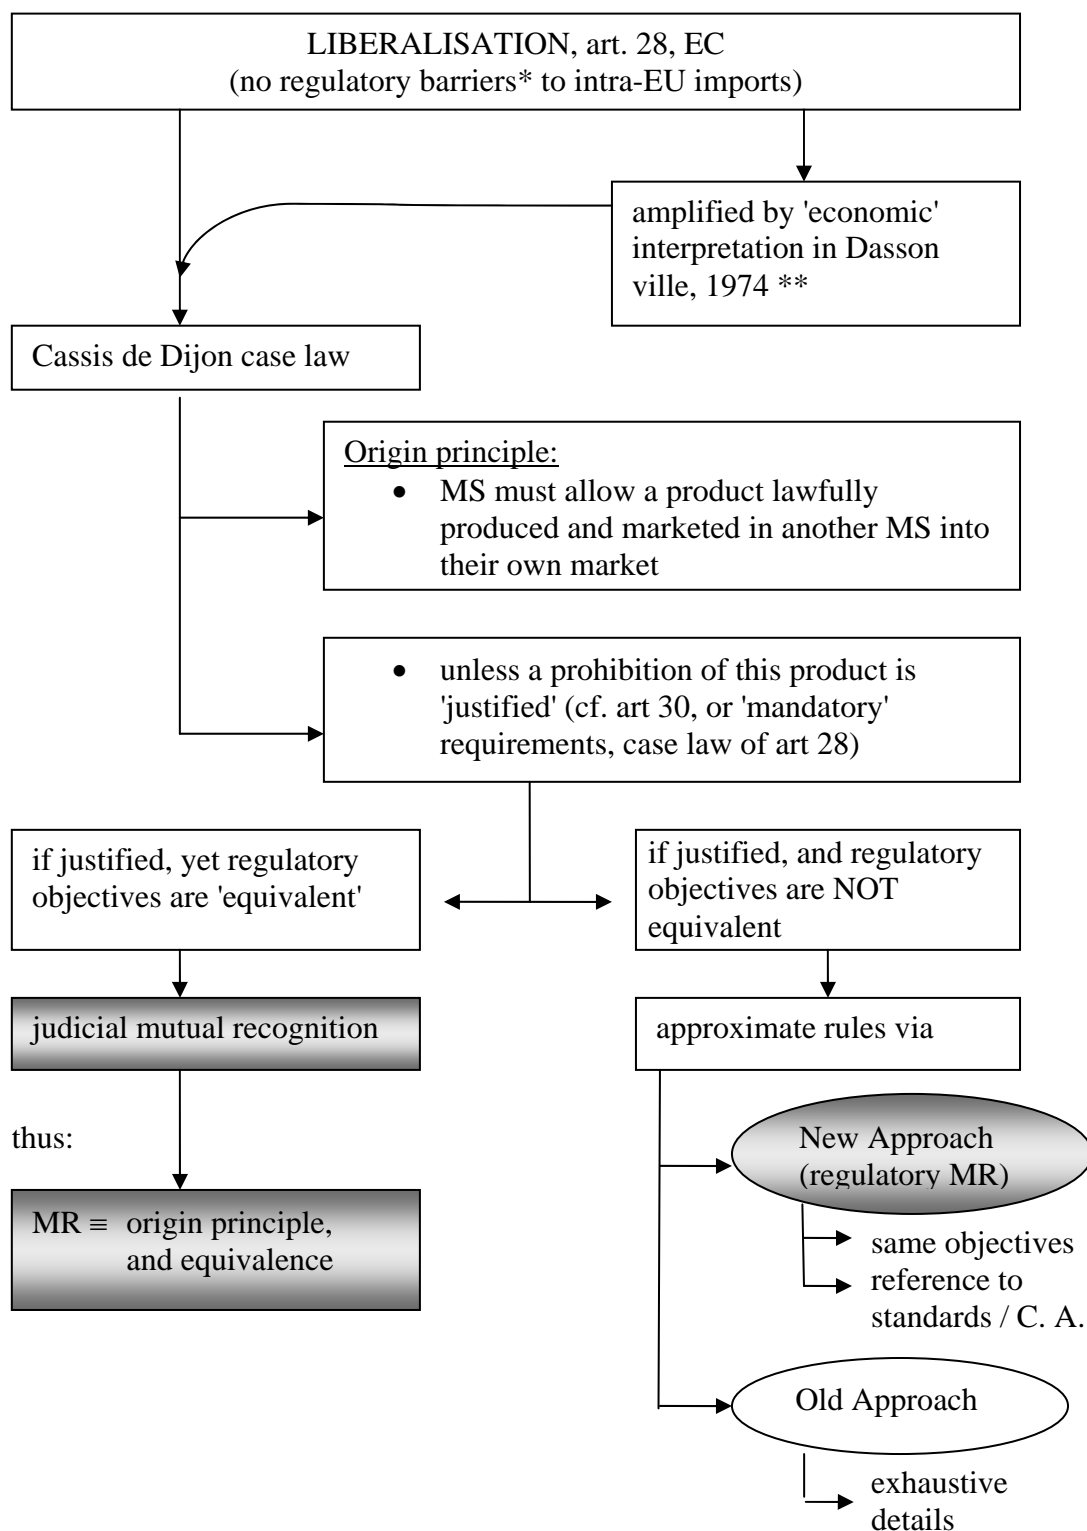 LIBERALISATION, art. 28, EC
(no regulatory barriers* to intra-EU imports)
amplified by 'economic'
interpretation in Dasson
ville, 1974 **
Cassis de Dijon case law
Origin principle:
• MS must allow a product lawfully
produced and marketed in another MS into
their own market
• unless a prohibition of this product is
'justified' (cf. art 30, or 'mandatory'
requirements, case law of art 28)
if justified, yet regulatory
objectives are 'equivalent'
if justified, and regulatory
objectives are NOT
equivalent
judicial mutual recognition
approximate rules via
thus:
New Approach
(regulatory MR)
MR ≡ origin principle,
and equivalence
same objectives
reference to
standards / C. A.
Old Approach
exhaustive
details